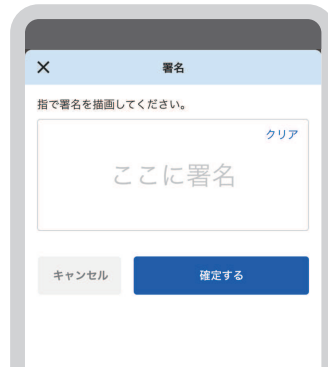 署名
指で署名を描画してください。
クリア
ここに署名
キャンセル 確定する